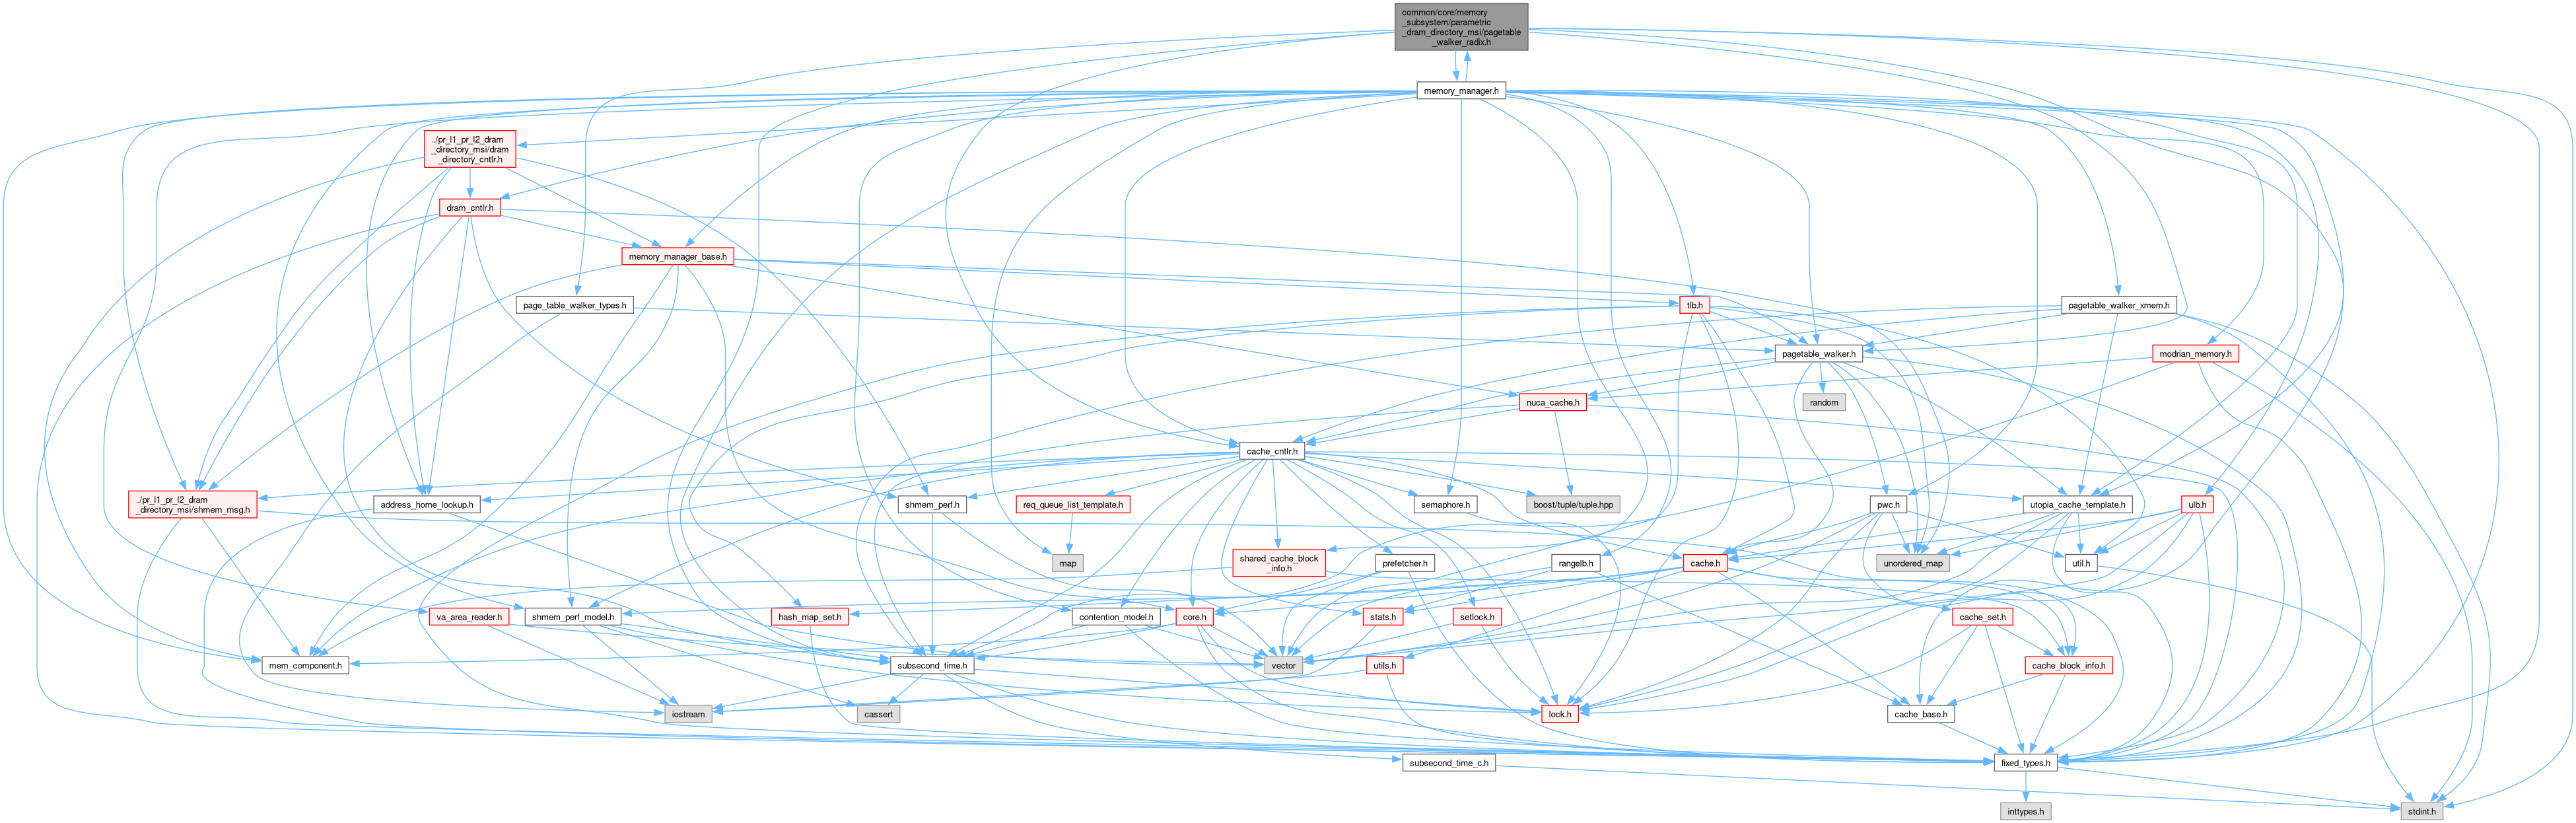 common/core/memory
_subsystem/parametric
_dram_directory_msi/pagetable
_walker_radix.h
memory_manager.h
./pr_l1_pr_l2_dram
_directory_msi/dram
_directory_cntlr.h
dram_cntlr.h
memory_manager_base.h
page_table_walker_types.h
tlb.h
pagetable_walker_xmem.h
pagetable_walker.h
modrian_memory.h
nuca_cache.h
random
cache_cntlr.h
./pr_l1_pr_l2_dram
_directory_msi/shmem_msg.h
address_home_lookup.h
shmem_perf.h
req_queue_list_template.h
semaphore.h
boost/tuple/tuple.hpp
pwc.h
utopia_cache_template.h
ulb.h
map
shared_cache_block
_info.h
prefetcher.h
rangelb.h
cache.h
unordered_map
util.h
va_area_reader.h
shmem_perf_model.h
hash_map_set.h
contention_model.h
core.h
stats.h
setlock.h
cache_set.h
mem_component.h
subsecond_time.h
vector
utils.h
cache_block_info.h
iostream
cassert
lock.h
cache_base.h
subsecond_time_c.h
fixed_types.h
inttypes.h
stdint.h